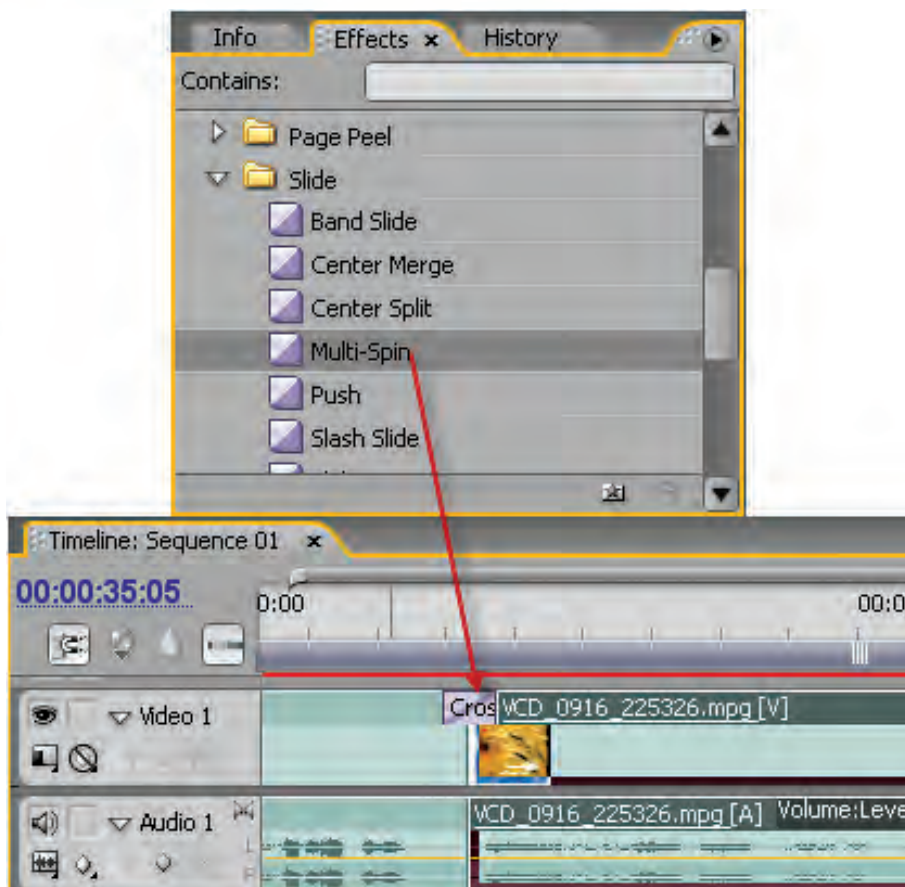 Info Effects x History
Contains:
Page Peel
Slide
Band Slide
Center Merge
Center Split
Multi-Spin
Push
Slash Slide
Timeline: Sequence 01 x
00:00:35:05 0:00 00:0
Cros VCD_0916_225326.mpg [V]
Video 1
VCD_0916_225326.mpg [A] Volume:Leve
Audio 1
L
R